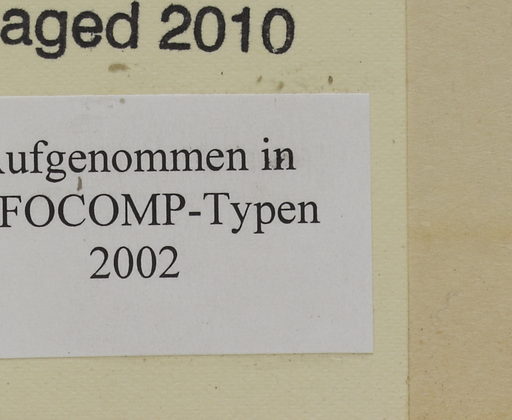 aged 2010
ufgenommen in
FOCOMP-Typen
2002